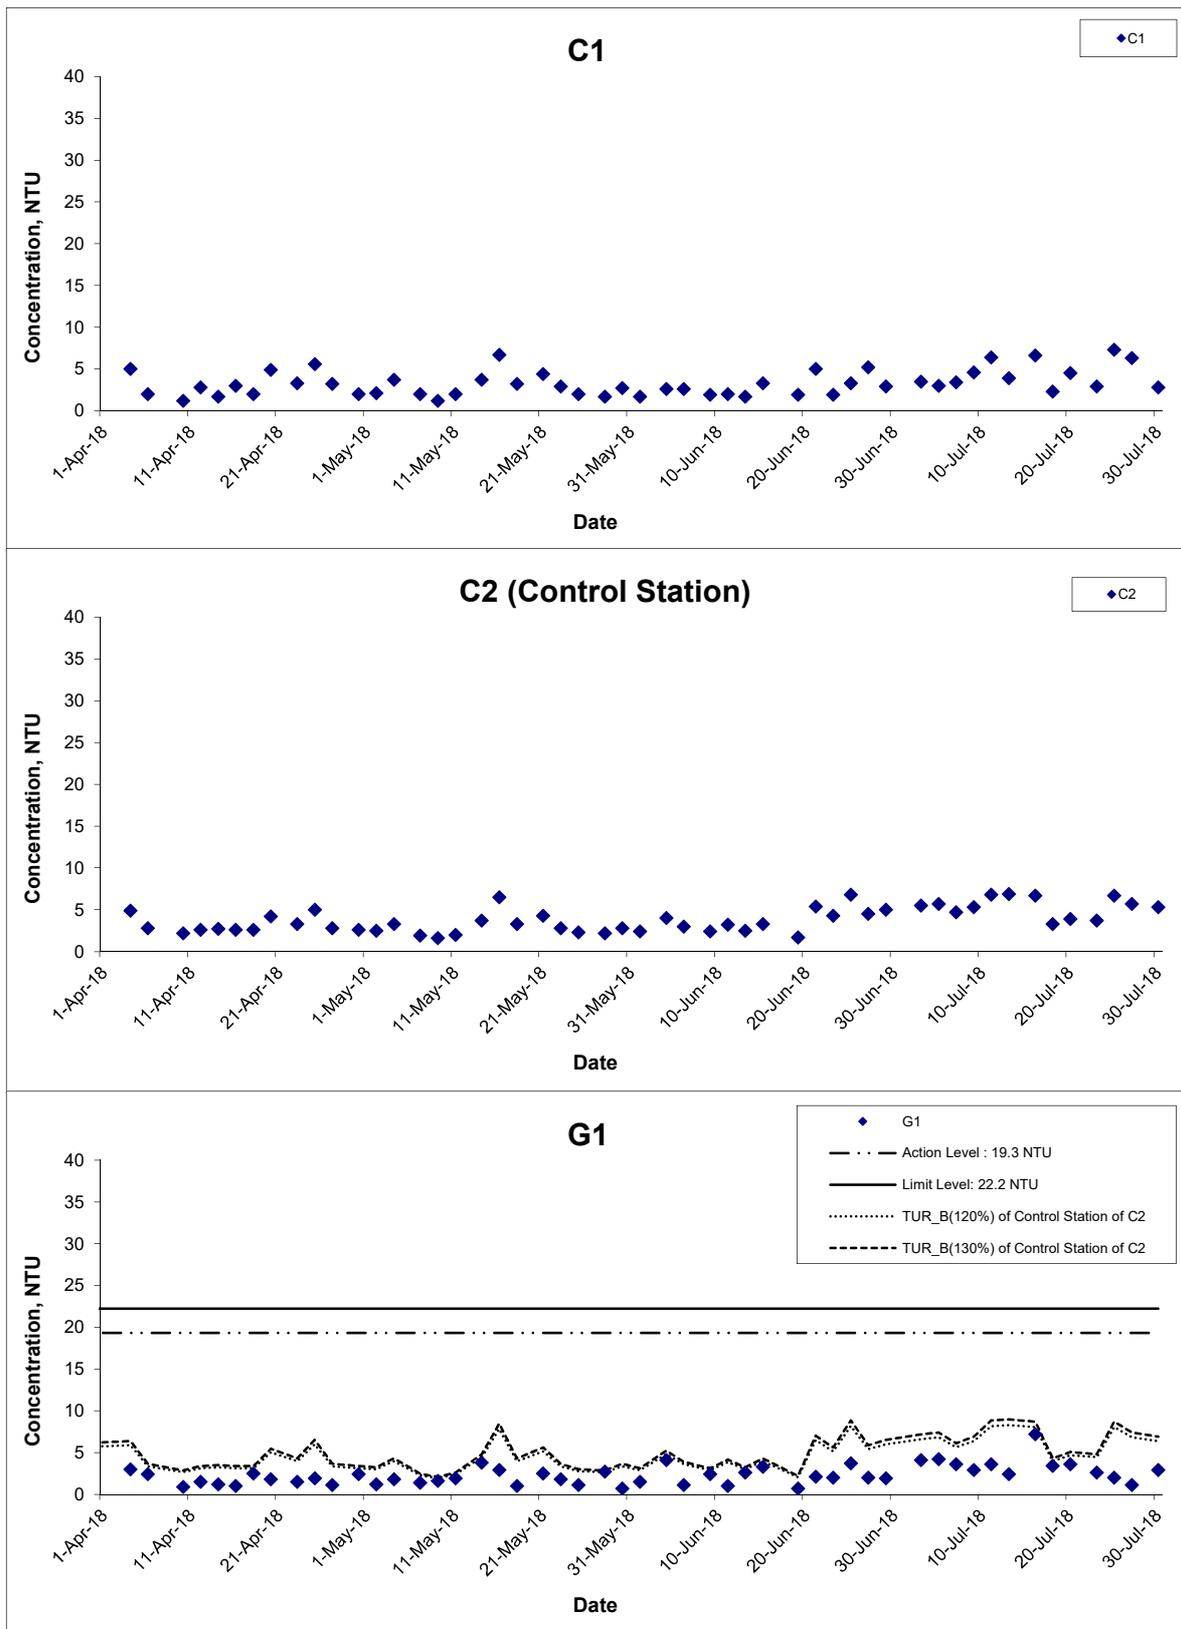 C1
C1
Concentration, NTU
40
35
30
25
20
15
10
5
0
1-Apr-18
11-Apr-18
21-Apr-18
1-May-18
11-May-18
21-May-18
31-May-18
10-Jun-18
20-Jun-18
30-Jun-18
10-Jul-18
20-Jul-18
30-Jul-18
Date
C2 (Control Station)
C2
Concentration, NTU
40
35
30
25
20
15
10
5
0
1-Apr-18
11-Apr-18
21-Apr-18
1-May-18
11-May-18
21-May-18
31-May-18
10-Jun-18
20-Jun-18
30-Jun-18
10-Jul-18
20-Jul-18
30-Jul-18
Date
G1
G1
Action Level : 19.3 NTU
Limit Level: 22.2 NTU
TUR_B(120%) of Control Station of C2
TUR_B(130%) of Control Station of C2
Concentration, NTU
40
35
30
25
20
15
10
5
0
1-Apr-18
11-Apr-18
21-Apr-18
1-May-18
11-May-18
21-May-18
31-May-18
10-Jun-18
20-Jun-18
30-Jun-18
10-Jul-18
20-Jul-18
30-Jul-18
Date